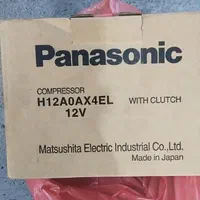 Panasonic
COMPRESSOR
H12A0AX4EL WITH CLUTCH
12V
Matsushita Electric Industrial Co.,Ltd.
Made in Japan